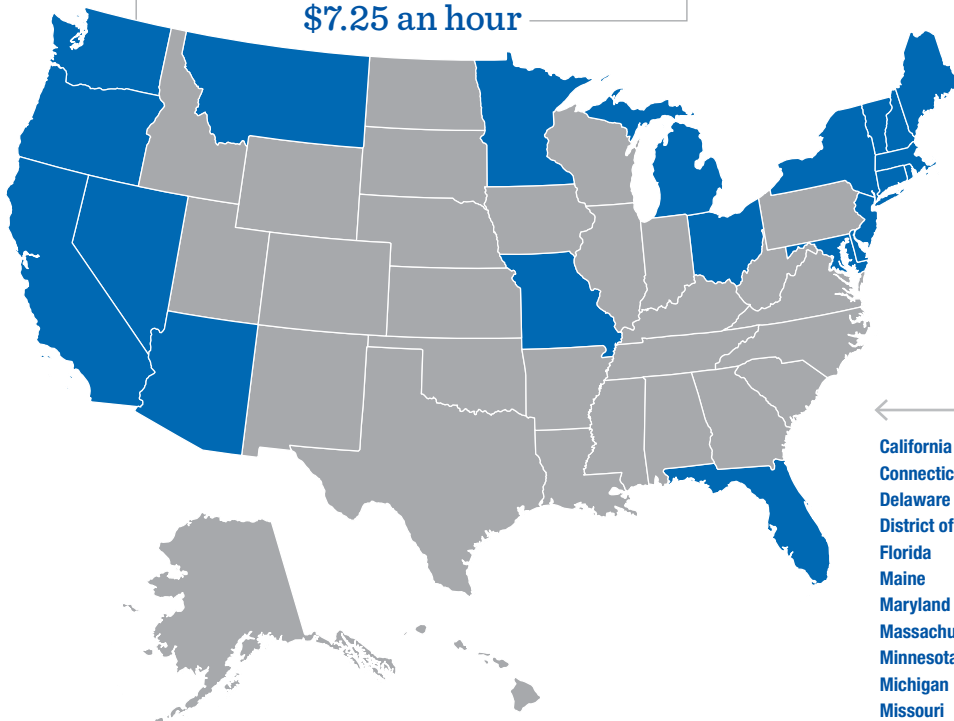 $7.25 an hour
California
Connectic
Delaware
District of
Florida
Maine
Maryland
Massachu
Minnesota
Michigan
Missouri